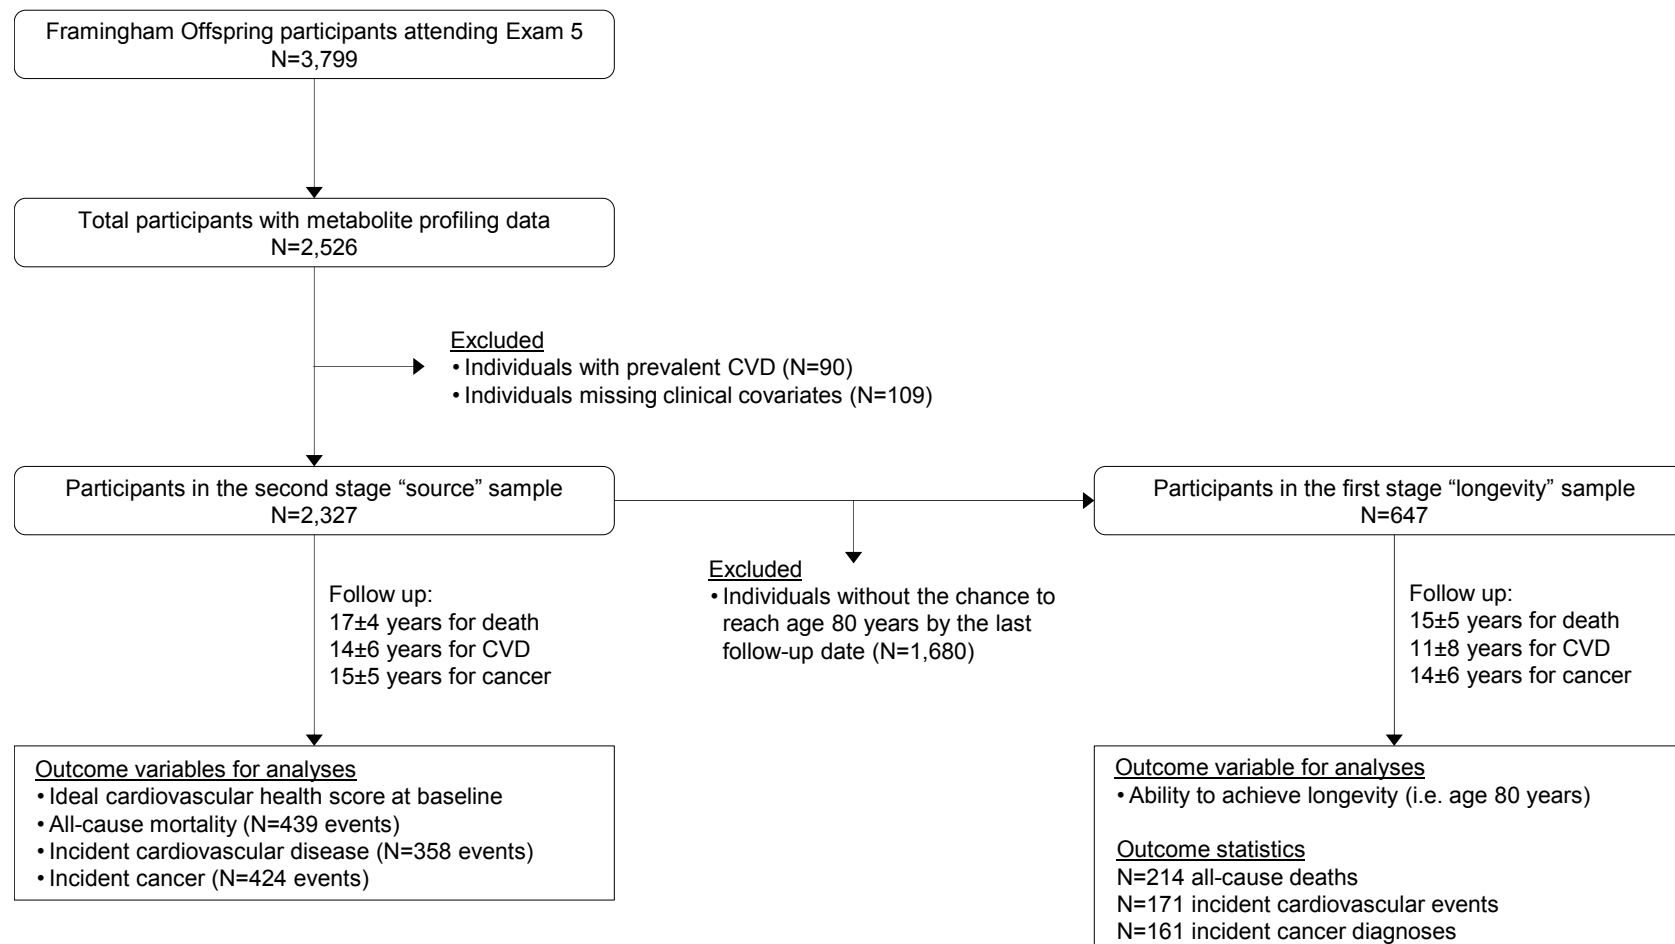 Framingham Offspring participants attending Exam 5
N=3,799
Total participants with metabolite profiling data
N=2,526
Excluded
• Individuals with prevalent CVD (N=90)
• Individuals missing clinical covariates (N=109)
Participants in the second stage “source” sample
N=2,327
Participants in the first stage “longevity” sample
N=647
Excluded
• Individuals without the chance to
reach age 80 years by the last
follow-up date (N=1,680)
Follow up:
17±4 years for death
14±6 years for CVD
15±5 years for cancer
Follow up:
15±5 years for death
11±8 years for CVD
14±6 years for cancer
Outcome variables for analyses
• Ideal cardiovascular health score at baseline
• All-cause mortality (N=439 events)
• Incident cardiovascular disease (N=358 events)
• Incident cancer (N=424 events)
Outcome variable for analyses
• Ability to achieve longevity (i.e. age 80 years)
Outcome statistics
N=214 all-cause deaths
N=171 incident cardiovascular events
N=161 incident cancer diagnoses